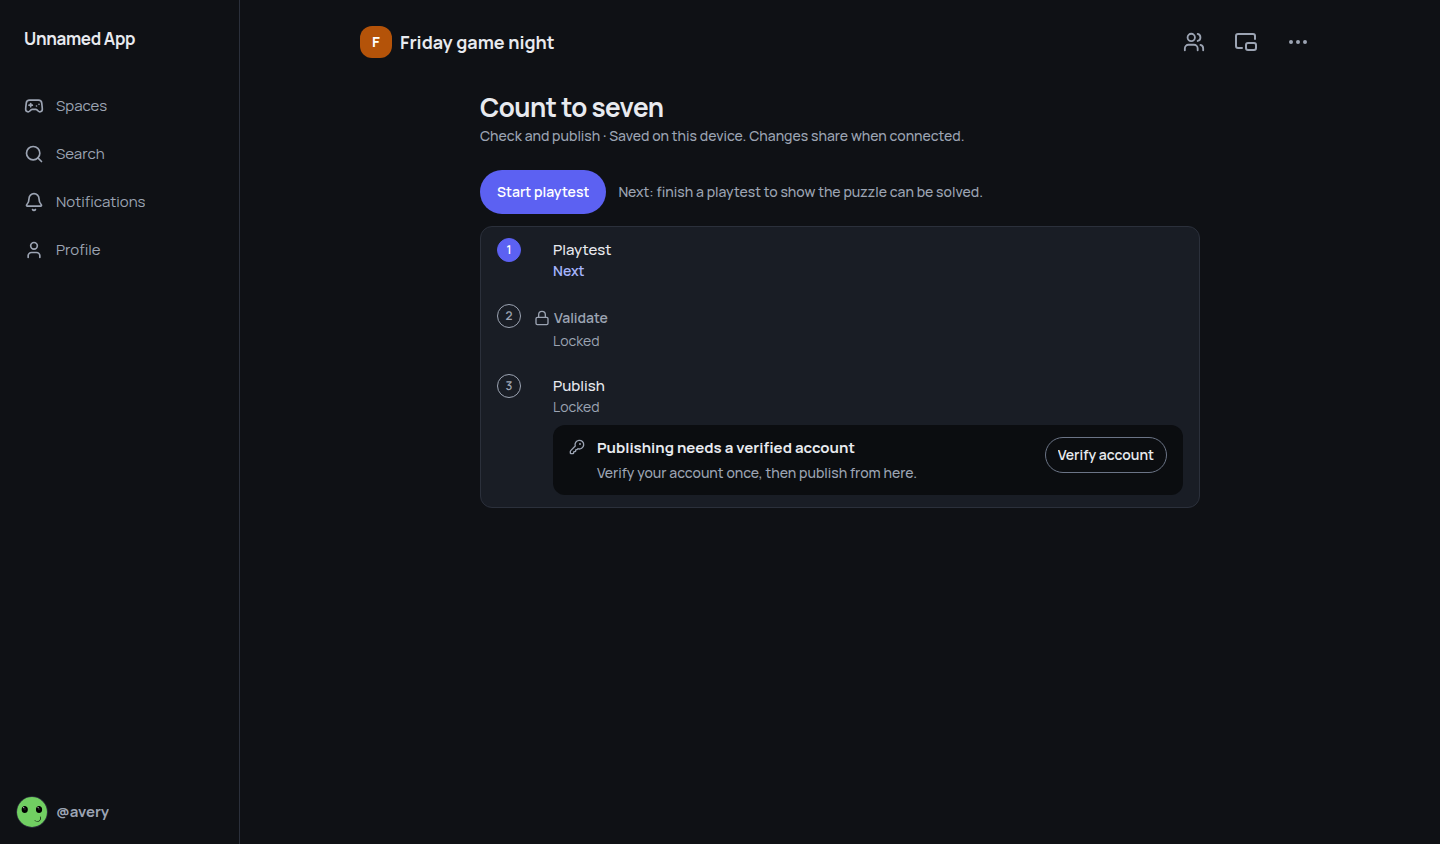 Unnamed App
Spaces
Search
Notifications
Profile
@avery
F Friday game night
Count to seven
Check and publish · Saved on this device. Changes share when connected.
Start playtest Next: finish a playtest to show the puzzle can be solved.
1 Playtest
Next
2 Validate
Locked
3 Publish
Locked
Publishing needs a verified account
Verify your account once, then publish from here.
Verify account